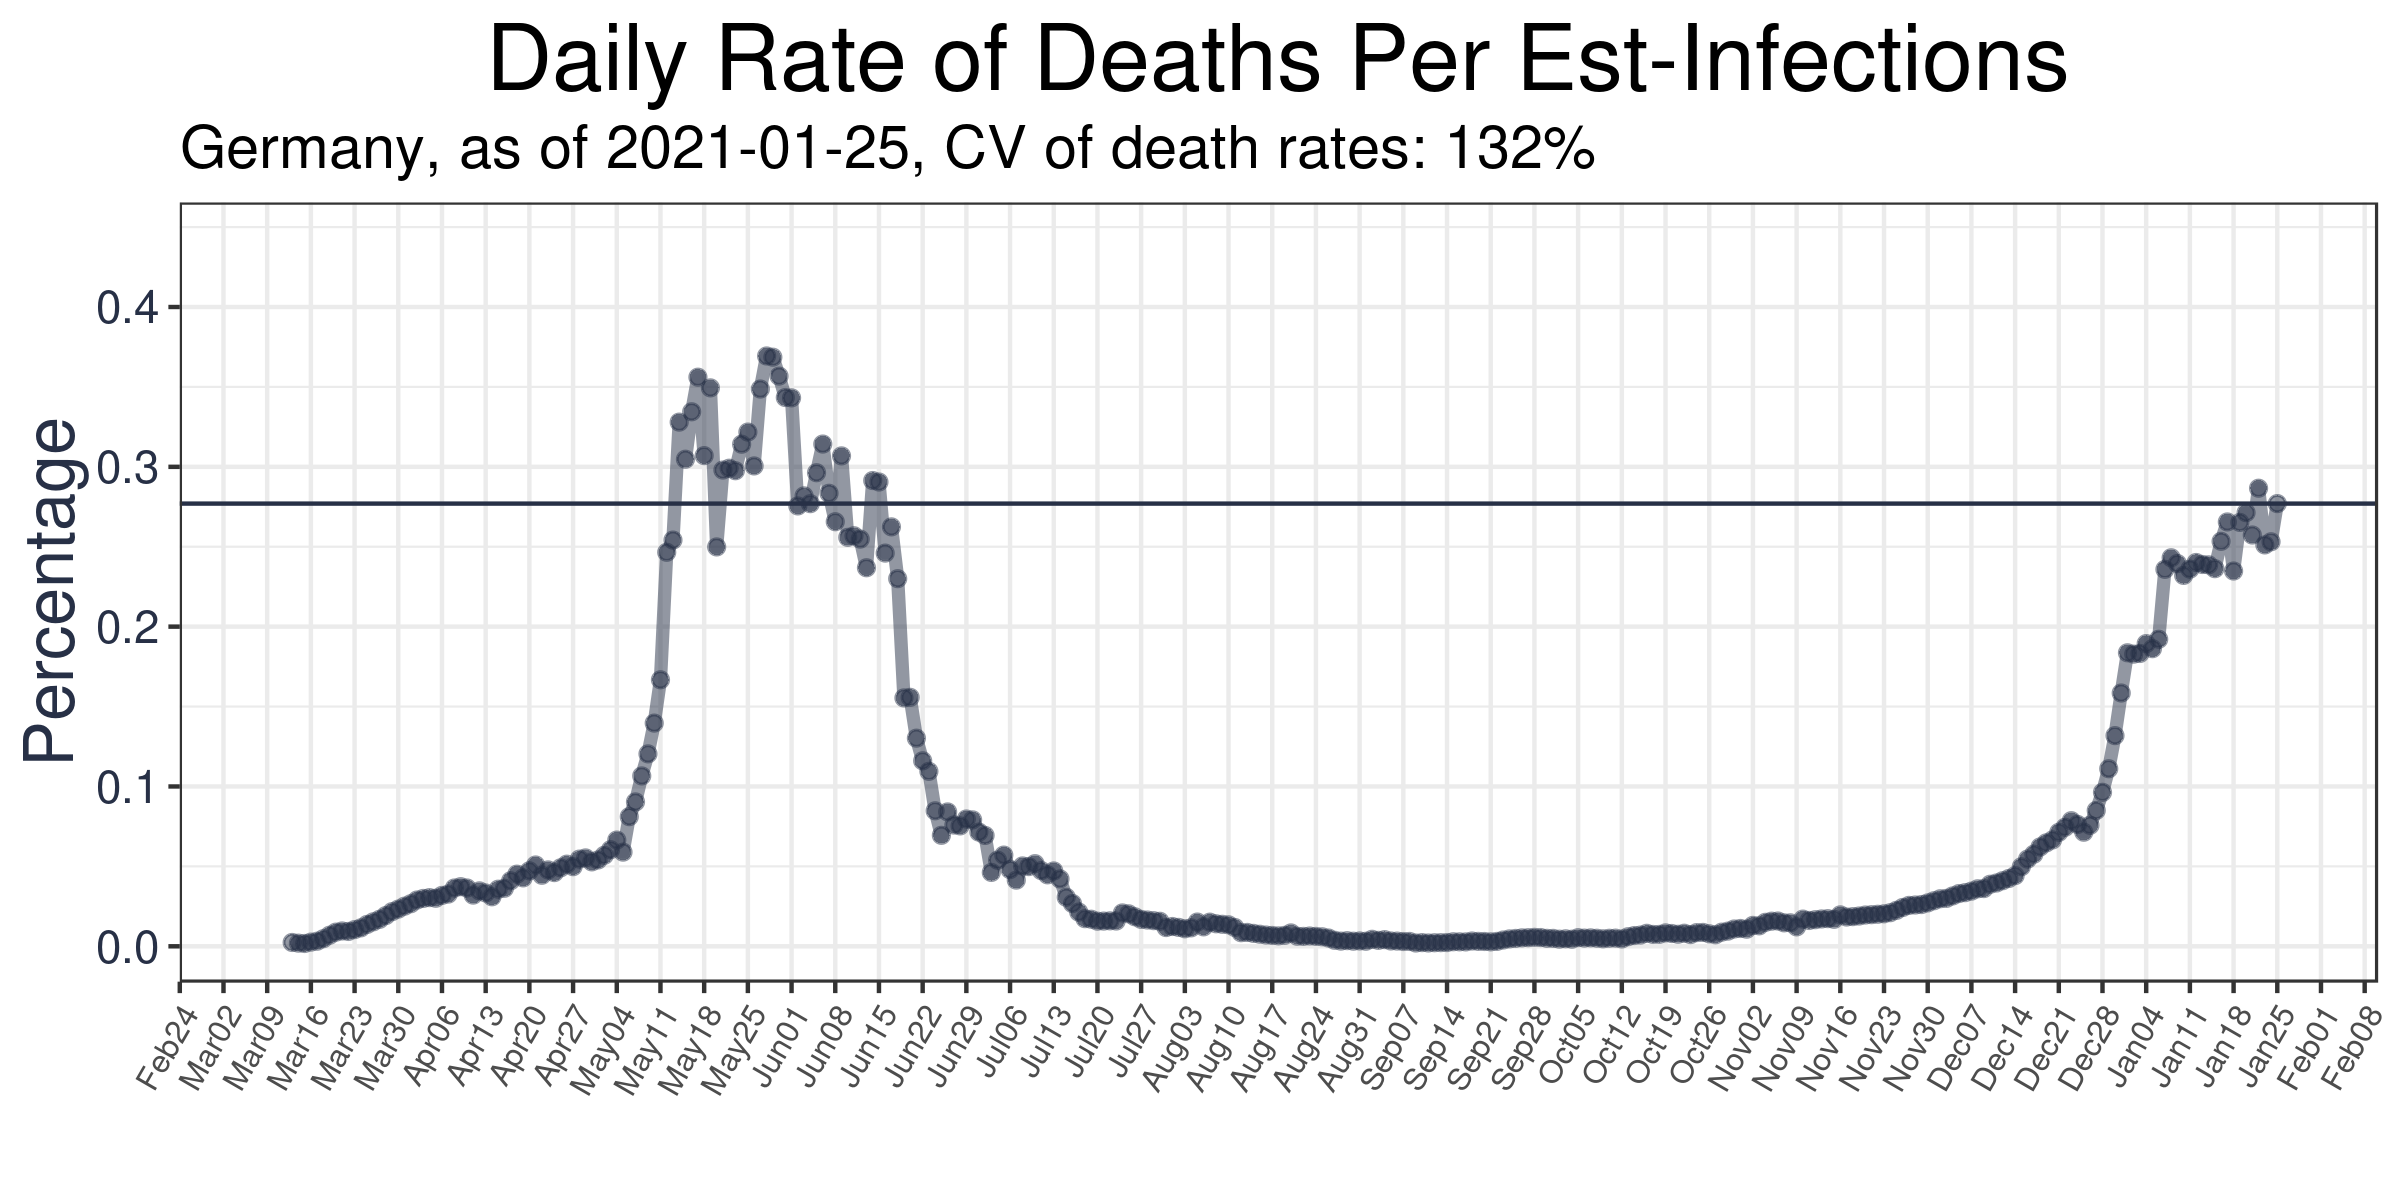 Daily Rate of Deaths Per Est-Infections
Germany, as of 2021-01-25, CV of death rates: 132%
Percentage
0.4
0.3
0.2
0.1
0.0
Feb24
Mar02
Mar09
Mar16
Mar23
Mar30
Apr06
Apr13
Apr20
Apr27
May04
May11
May18
May25
Jun01
Jun08
Jun15
Jun22
Jun29
Jul06
Jul13
Jul20
Jul27
Aug03
Aug10
Aug17
Aug24
Aug31
Sep07
Sep14
Sep21
Sep28
Oct05
Oct12
Oct19
Oct26
Nov02
Nov09
Nov16
Nov23
Nov30
Dec07
Dec14
Dec21
Dec28
Jan04
Jan11
Jan18
Jan25
Feb01
Feb08